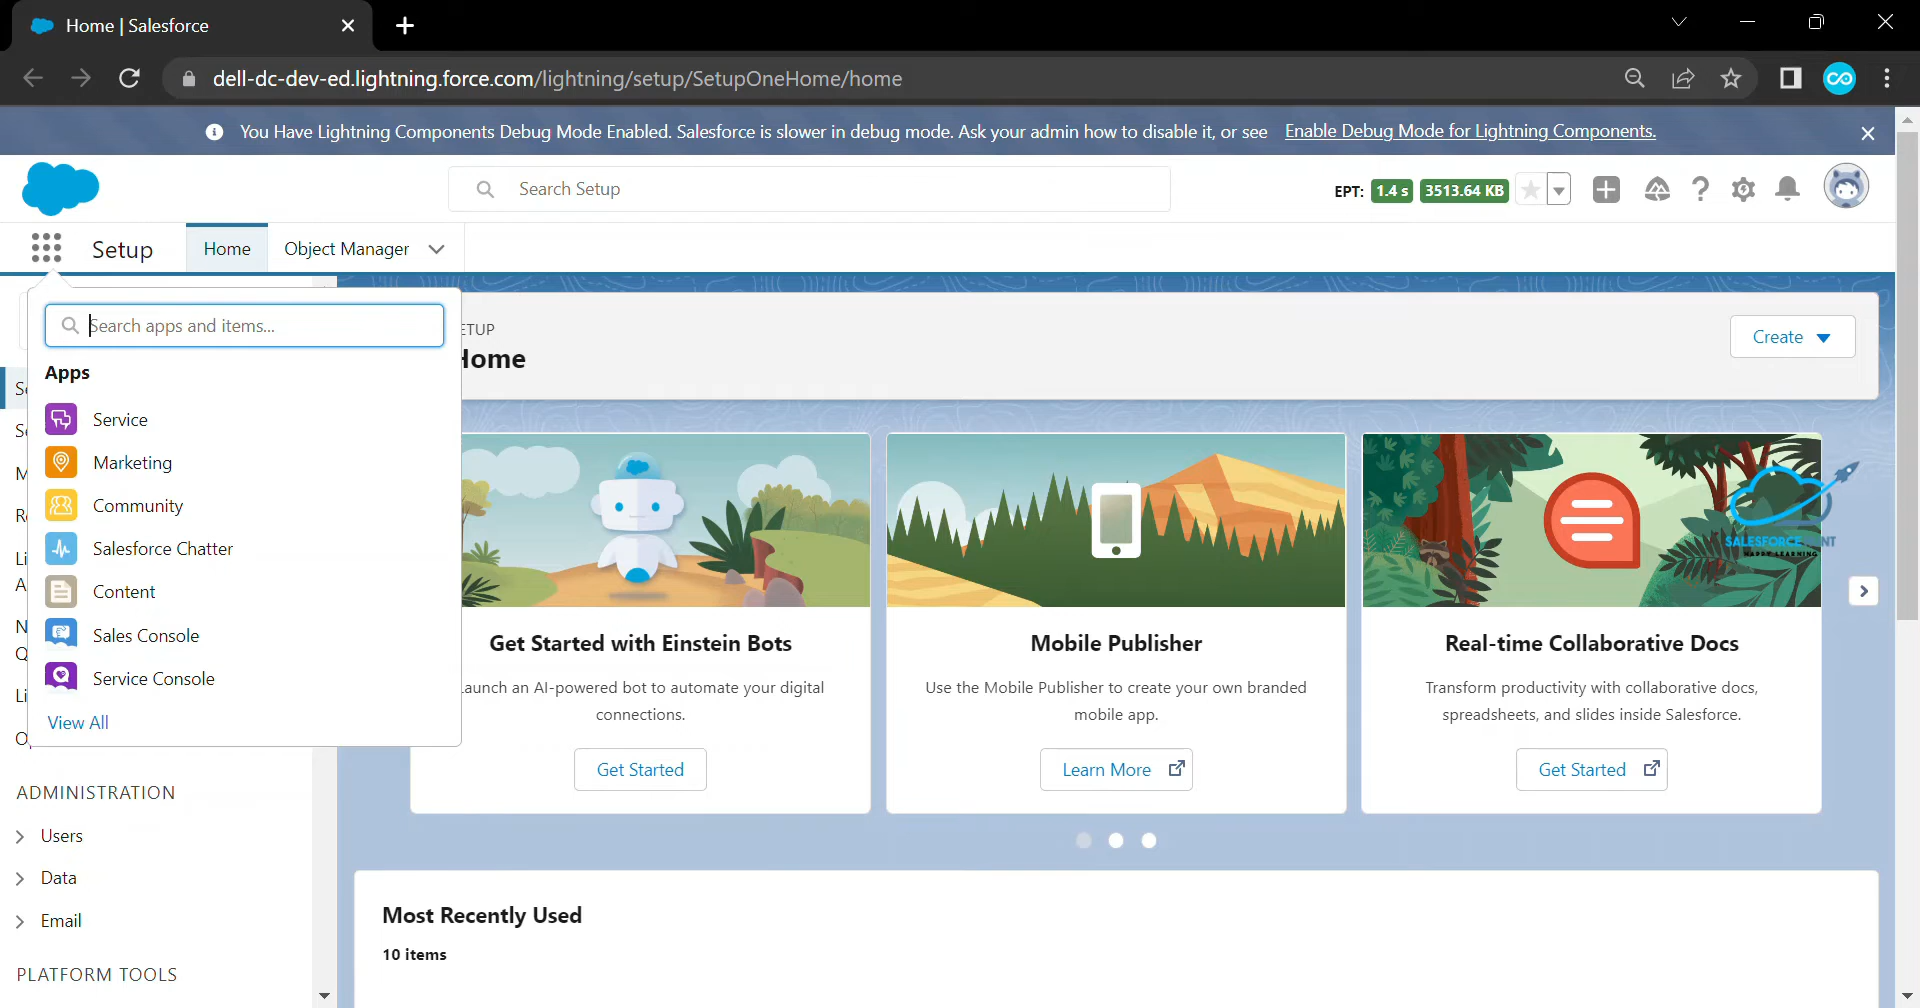 Home | Salesforce
dell-dc-dev-ed.lightning.force.com/lightning/setup/SetupOneHome/home
You Have Lightning Components Debug Mode Enabled. Salesforce is slower in debug mode. Ask your admin how to disable it, or see Enable Debug Mode for Lightning Components.
Search Setup
EPT: 1.4 s 3513.64 KB
Setup Home Object Manager
Search apps and items...
Apps
Service
Marketing
Community
Salesforce Chatter
Content
Sales Console
Service Console
View All
ADMINISTRATION
Users
Data
Email
PLATFORM TOOLS
ETUP
Home
Create
Get Started with Einstein Bots
Launch an AI-powered bot to automate your digital
connections.
Get Started
Mobile Publisher
Use the Mobile Publisher to create your own branded
mobile app.
Learn More
SALESFORCE
HAPPY LEARNING
Real-time Collaborative Docs
Transform productivity with collaborative docs,
spreadsheets, and slides inside Salesforce.
Get Started
Most Recently Used
10 items